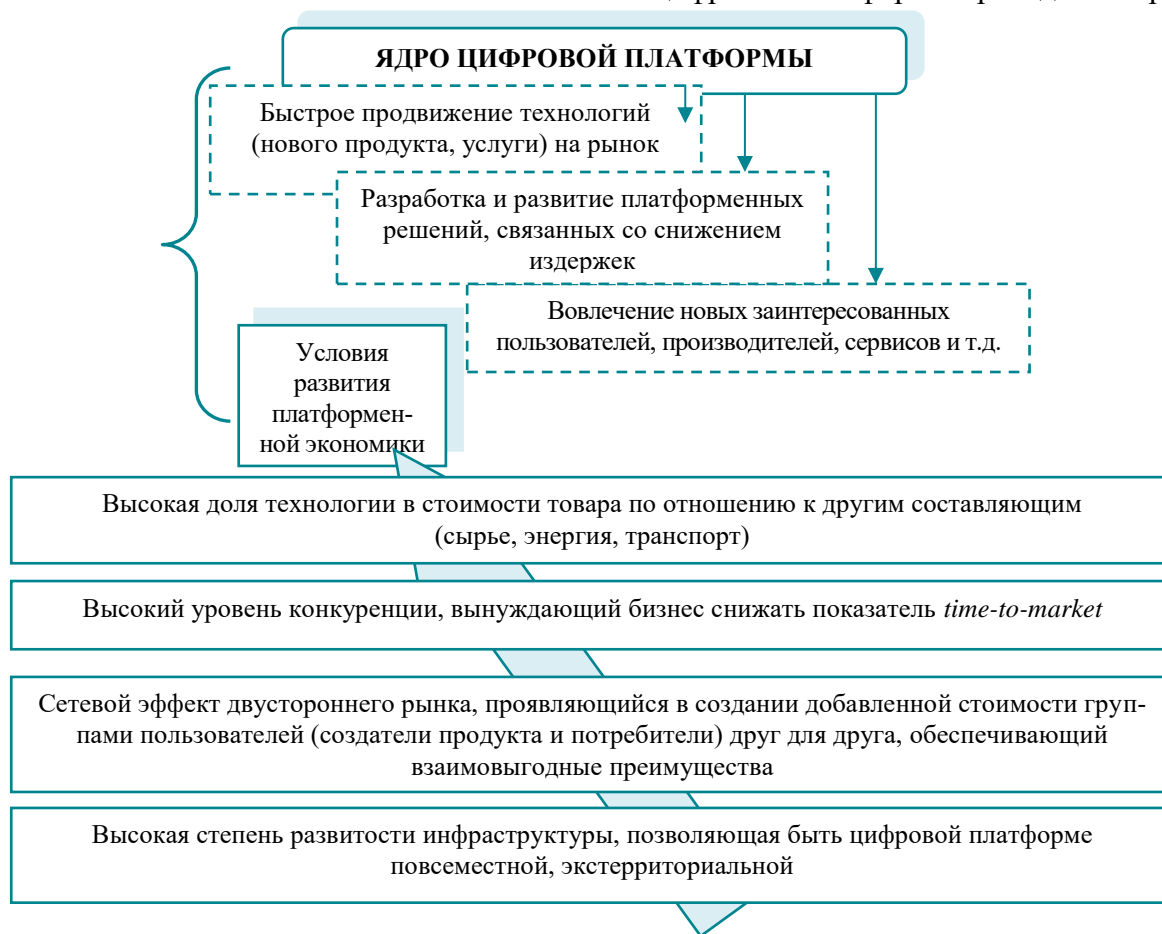 ЯДРО ЦИФРОВОЙ ПЛАТФОРМЫ
Быстрое продвижение технологий
(нового продукта, услуги) на рынок
Разработка и развитие платформенных
решений, связанных со снижением
издержек
Вовлечение новых заинтересованных
пользователей, производителей, сервисов и т.д.
Условия
развития
платформен-
ной экономики
Высокая доля технологии в стоимости товара по отношению к другим составляющим
(сырье, энергия, транспорт)
Высокий уровень конкуренции, вынуждающий бизнес снижать показатель time-to-market
Сетевой эффект двустороннего рынка, проявляющийся в создании добавленной стоимости груп-
пами пользователей (создатели продукта и потребители) друг для друга, обеспечивающий
взаимовыгодные преимущества
Высокая степень развитости инфраструктуры, позволяющая быть цифровой платформе
повсеместной, экстерриториальной